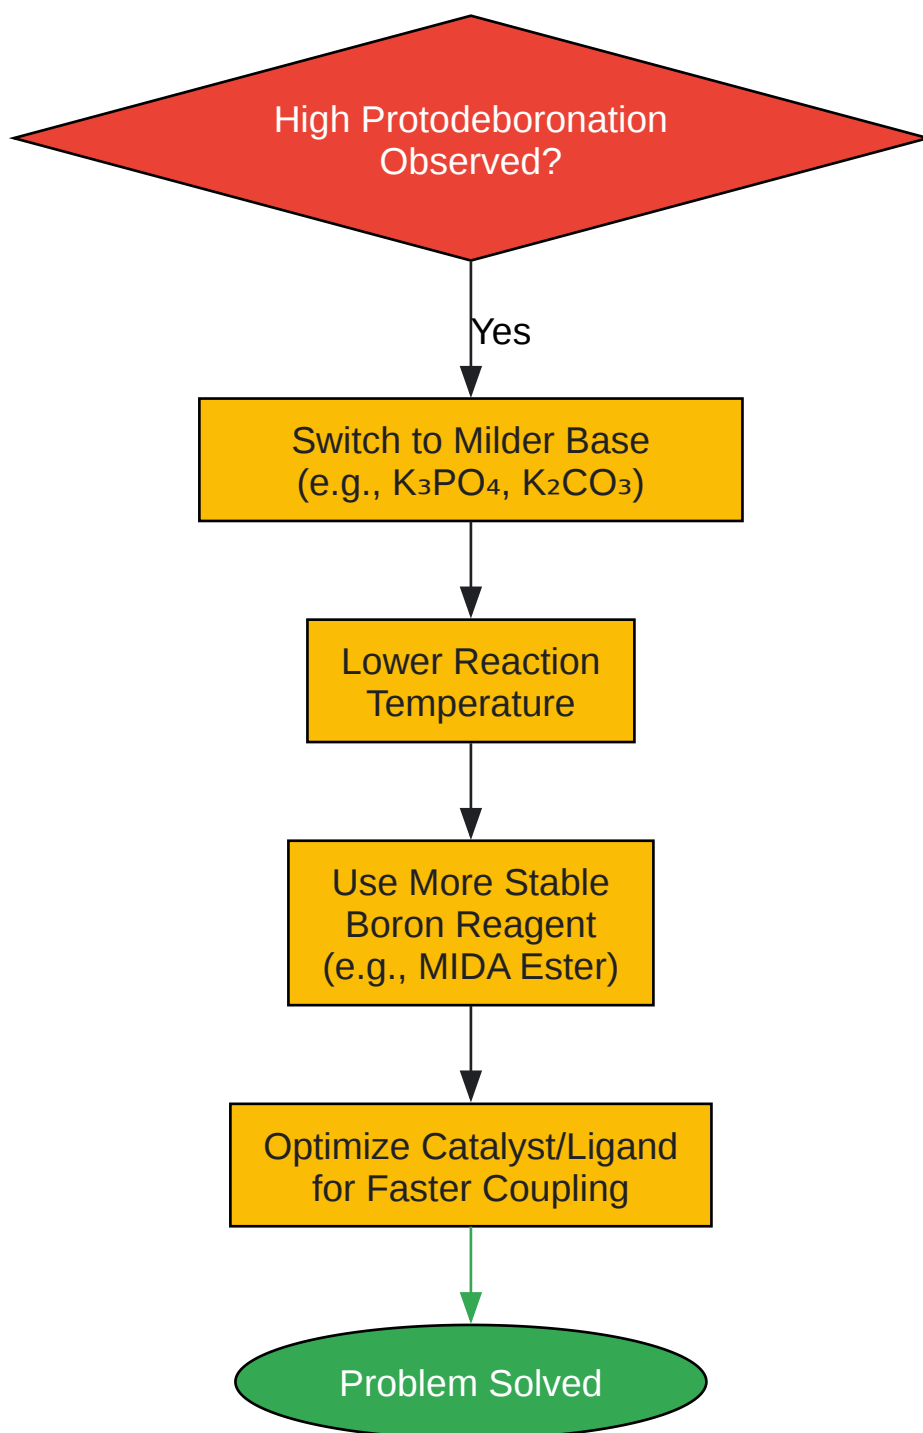 High Protodeboronation
Observed?
Yes
Switch to Milder Base
(e.g., K₃PO₄, K₂CO₃)
Lower Reaction
Temperature
Use More Stable
Boron Reagent
(e.g., MIDA Ester)
Optimize Catalyst/Ligand
for Faster Coupling
Problem Solved